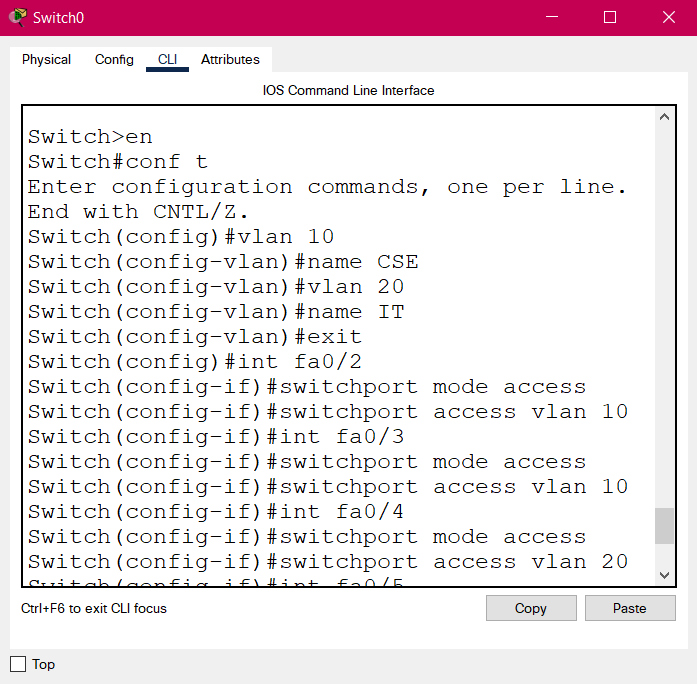 Switch0
Physical Config CLI Attributes
IOS Command Line Interface
Switch>en
Switch#conf t
Enter configuration commands, one per line.
End with CNTL/Z.
Switch(config)#vlan 10
Switch(config-vlan)#name CSE
Switch(config-vlan)#vlan 20
Switch(config-vlan)#name IT
Switch(config-vlan)#exit
Switch(config)#int fa0/2
Switch(config-if)#switchport mode access
Switch(config-if)#switchport access vlan 10
Switch(config-if)#int fa0/3
Switch(config-if)#switchport mode access
Switch(config-if)#switchport access vlan 10
Switch(config-if)#int fa0/4
Switch(config-if)#switchport mode access
Switch(config-if)#switchport access vlan 20
Switch(config-if)#int fa0/5
Ctrl+F6 to exit CLI focus
Copy Paste
Top